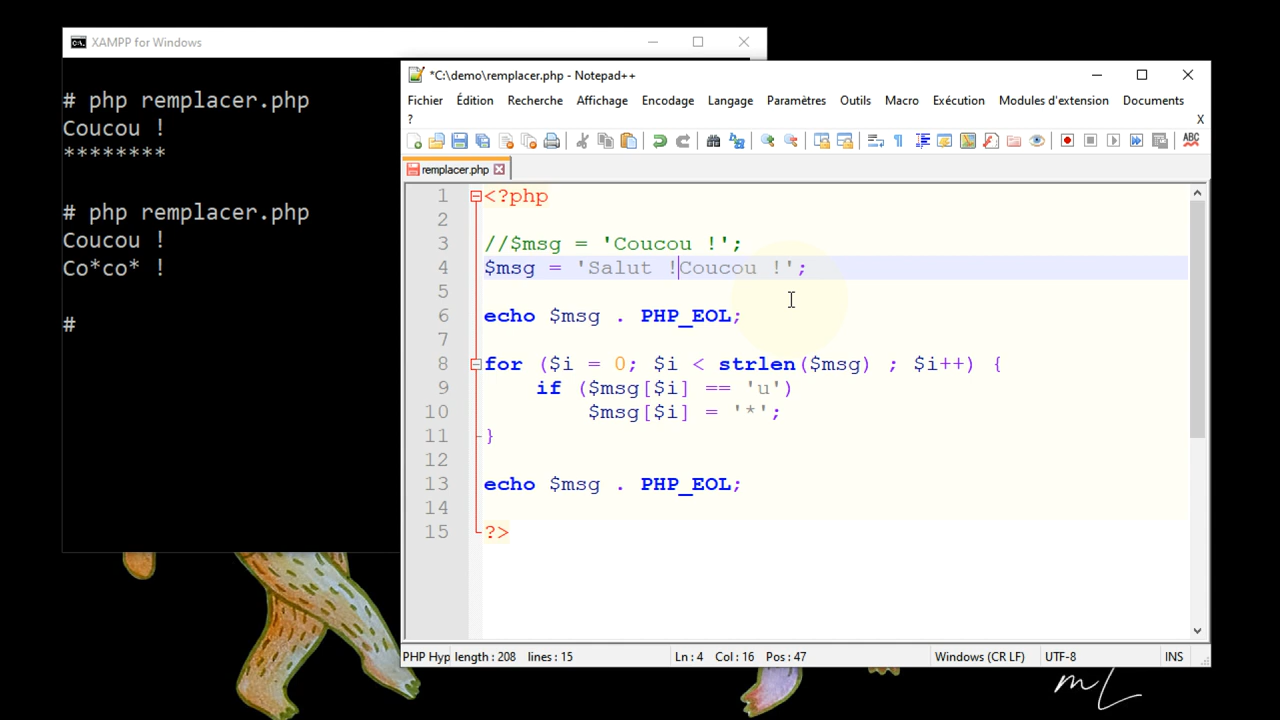 XAMPP for Windows
# php remplacer.php
Coucou !
********
# php remplacer.php
Coucou !
Co*co* !
#
*C:\demo\remplacer.php - Notepad++
Fichier Édition Recherche Affichage Encodage Langage Paramètres Outils Macro Exécution Modules d'extension Documents
? X
remplacer.php
1 <?php
2
3 //$msg = 'Coucou !';
4 $msg = 'Salut !Coucou !';
5
6 echo $msg . PHP_EOL;
7
8 for ($i = 0; $i < strlen($msg) ; $i++) {
9 if ($msg[$i] == 'u')
10 $msg[$i] = '*';
11 }
12
13 echo $msg . PHP_EOL;
14
15 ?>
PHP Hyp length : 208 lines : 15 Ln : 4 Col : 16 Pos : 47 Windows (CR LF) UTF-8 INS